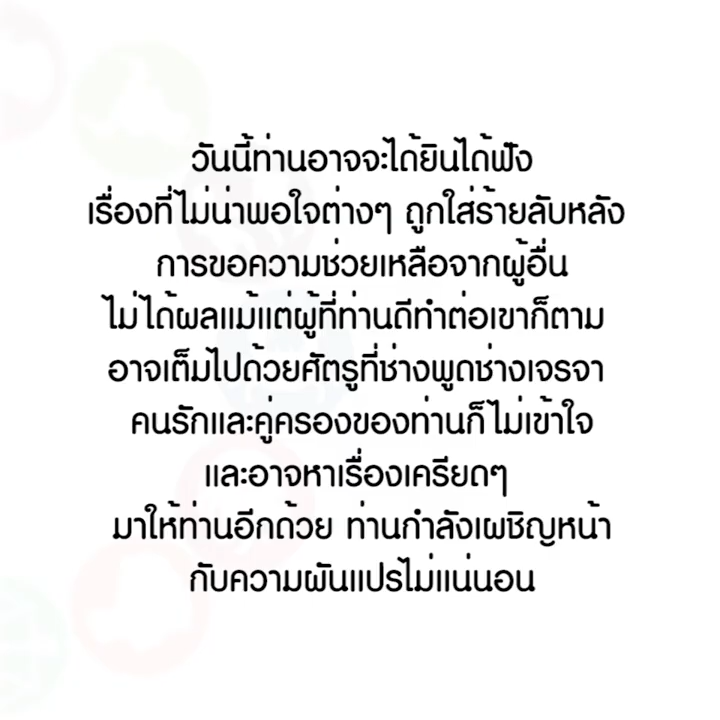 วันนี้ท่านอาจจะได้ยินได้ฟัง
เรื่องที่ไม่น่าพอใจต่างๆ ถูกใส่ร้ายลับหลัง
การขอความช่วยเหลือจากผู้อื่น
ไม่ได้ผลแม้แต่ผู้ที่ท่านดีทำต่อเขาก็ตาม
อาจเต็มไปด้วยศัตรูที่ช่างพูดช่างเจรจา
คนรักและคู่ครองของท่านก็ไม่เข้าใจ
และอาจหาเรื่องเครียดๆ
มาให้ท่านอีกด้วย ท่านกำลังเผชิญหน้า
กับความผันแปรไม่แน่นอน